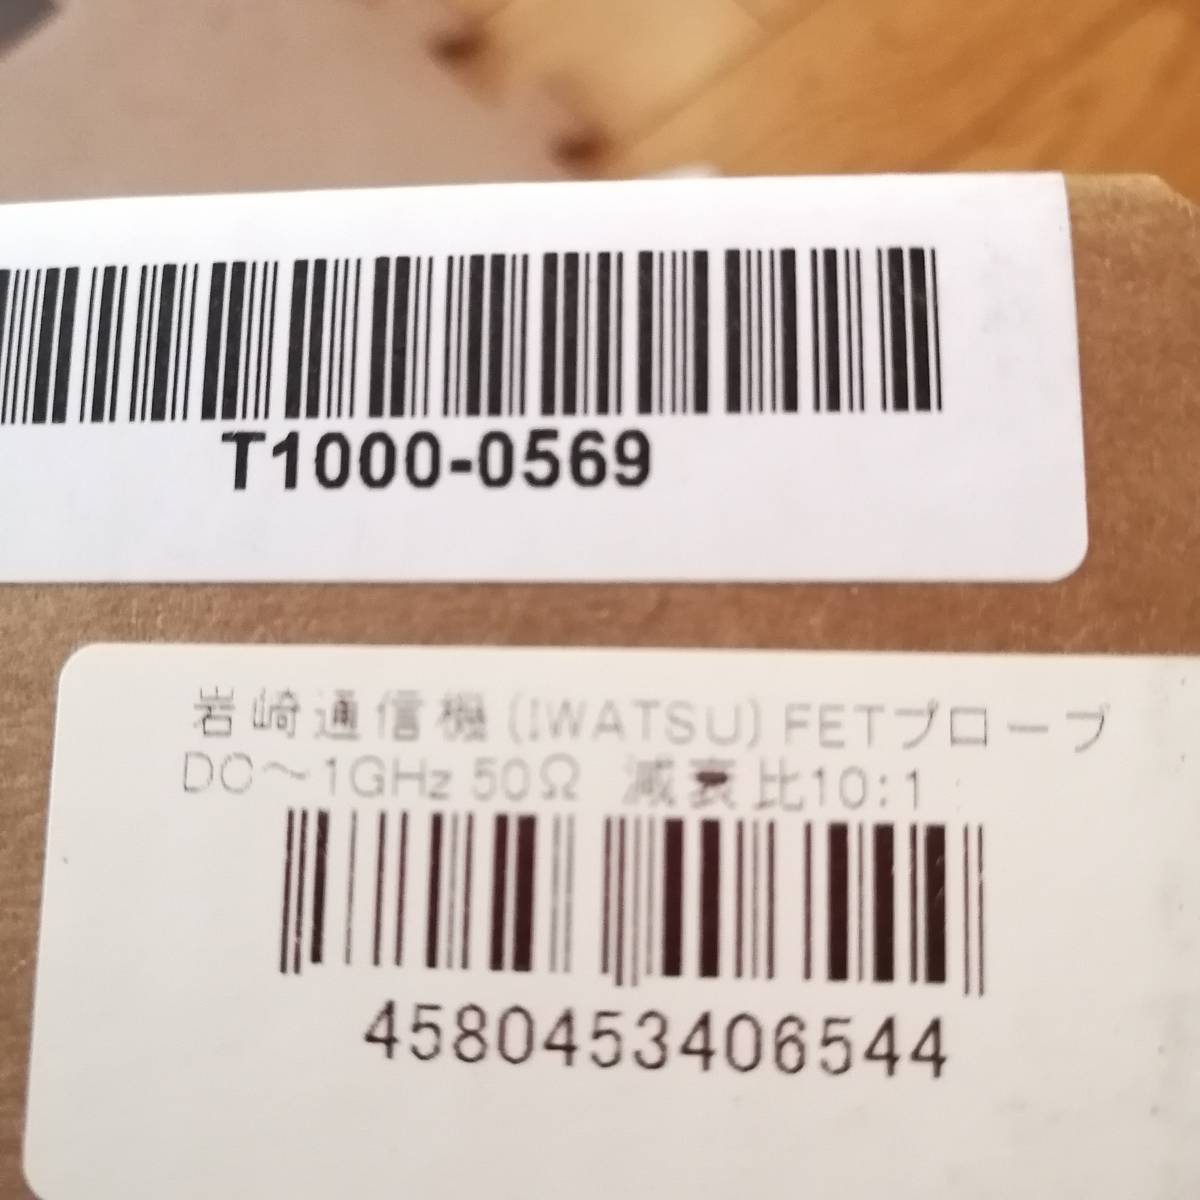 T1000-0569
岩崎通信機(IWATSU)FETプローブ
DC～1GHz 50Ω 減衰比10:1
4580453406544